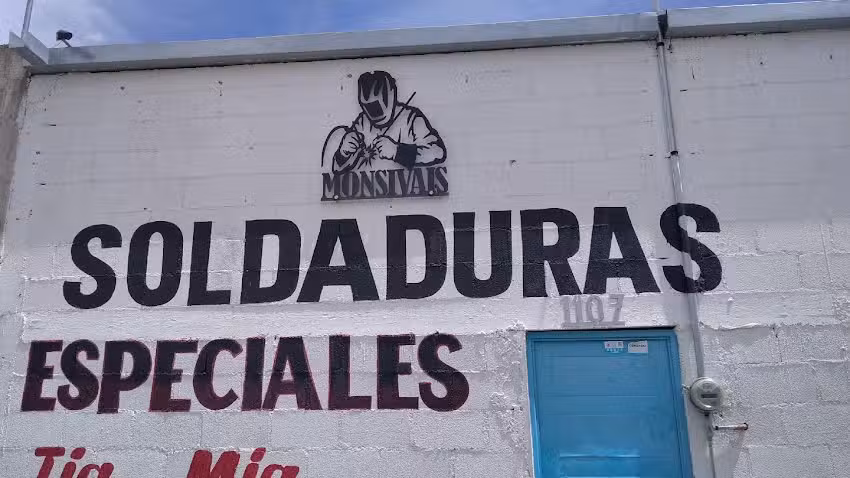 MONSIVAIS
SOLDADURAS
1107
ESPECIALES
Tig Mig